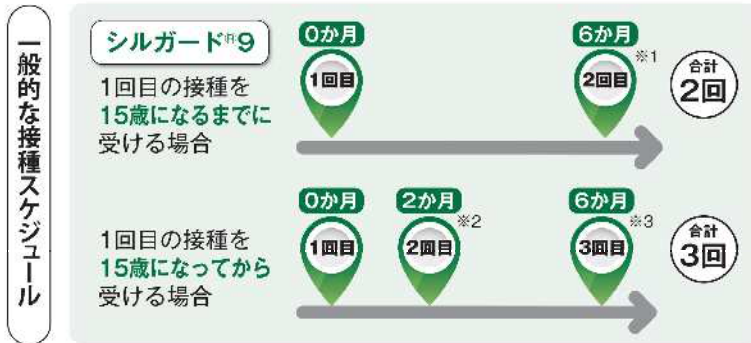 一般的な接種スケジュール
シルガード®9
1回目の接種を
15歳になるまでに
受ける場合
0か月
1回目
6か月
2回目
※1
合計
2回
1回目の接種を
15歳になってから
受ける場合
0か月
1回目
2か月
2回目
※2
6か月
3回目
※3
合計
3回